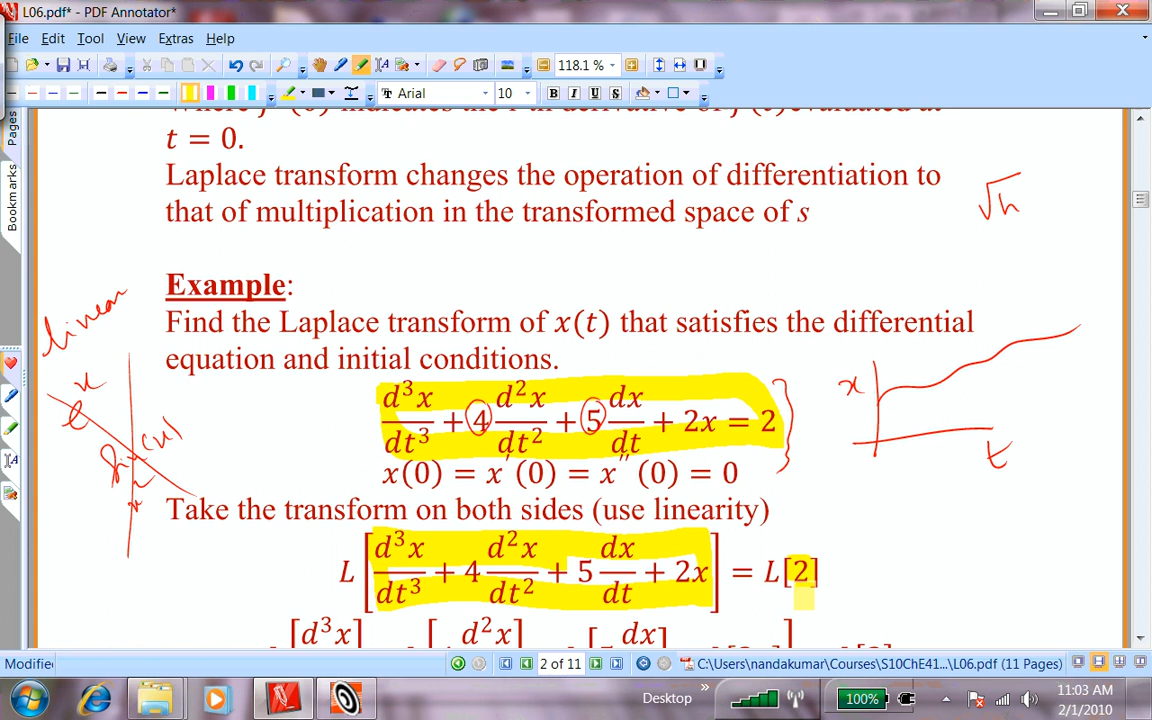 L06.pdf* - PDF Annotator*
File Edit Tool View Extras Help
118.1 %
Arial 10 B I U S
Pages
Bookmarks
t = 0.
Laplace transform changes the operation of differentiation to
that of multiplication in the transformed space of s
√h
Example:
linear
Find the Laplace transform of x(t) that satisfies the differential
equation and initial conditions.
d³x/dt³ + 4 d²x/dt² + 5 dx/dt + 2x = 2
x(0) = x′(0) = x″(0) = 0
x
t
x
t
Take the transform on both sides (use linearity)
L[d³x/dt³ + 4 d²x/dt² + 5 dx/dt + 2x] = L[2]
[d³x] [d²x] [dx]
Modified
2 of 11
C:\Users\nandakumar\Courses\S10ChE41...\L06.pdf (11 Pages)
Desktop
100%
11:03 AM
2/1/2010